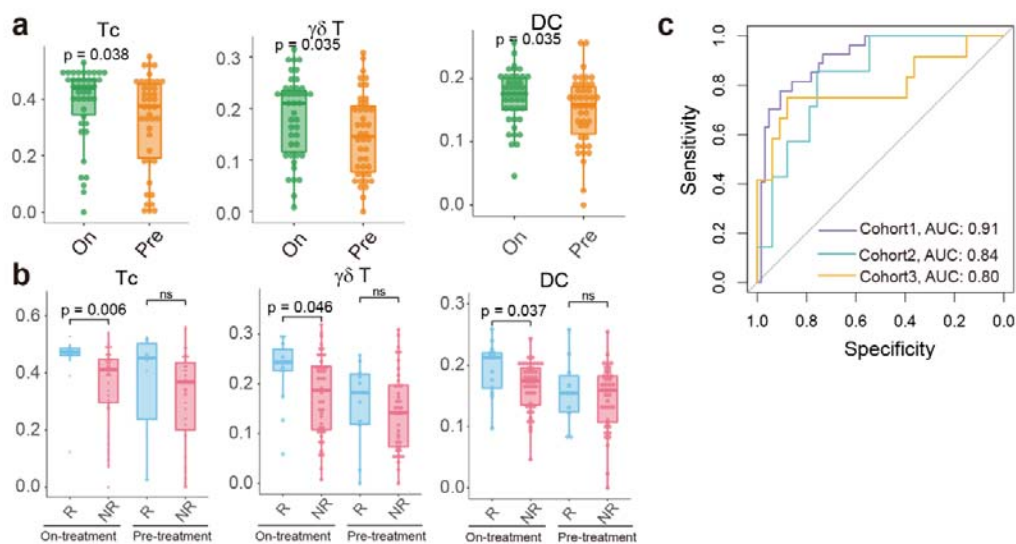 a
Tc
γδ T
DC
p = 0.038
p = 0.035
p = 0.035
0.4
0.2
0.0
0.3
0.2
0.1
0.0
0.2
0.1
0.0
On
Pre
On
Pre
On
Pre
b
Tc
γδ T
DC
p = 0.006
ns
p = 0.046
ns
p = 0.037
ns
0.6
0.4
0.2
0.0
0.3
0.2
0.1
0.0
0.3
0.2
0.1
0.0
R
NR
R
NR
R
NR
R
NR
R
NR
R
NR
On-treatment
Pre-treatment
On-treatment
Pre-treatment
On-treatment
Pre-treatment
c
Sensitivity
1.0
0.8
0.6
0.4
0.2
0.0
Cohort1, AUC: 0.91
Cohort2, AUC: 0.84
Cohort3, AUC: 0.80
1.0
0.8
0.6
0.4
0.2
0.0
Specificity